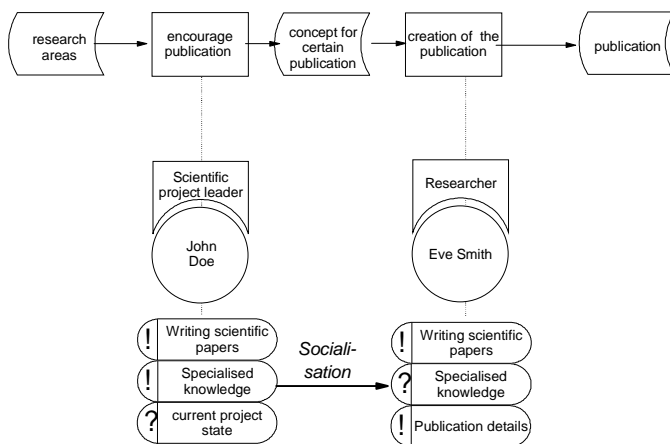 research
areas
encourage
publication
concept for
certain
publication
creation of the
publication
publication
Scientific
project leader
Researcher
John
Doe
Eve Smith
! Writing scientific
papers
! Specialised
knowledge
? current project
state
Sociali-
sation
! Writing scientific
papers
? Specialised
knowledge
! Publication details